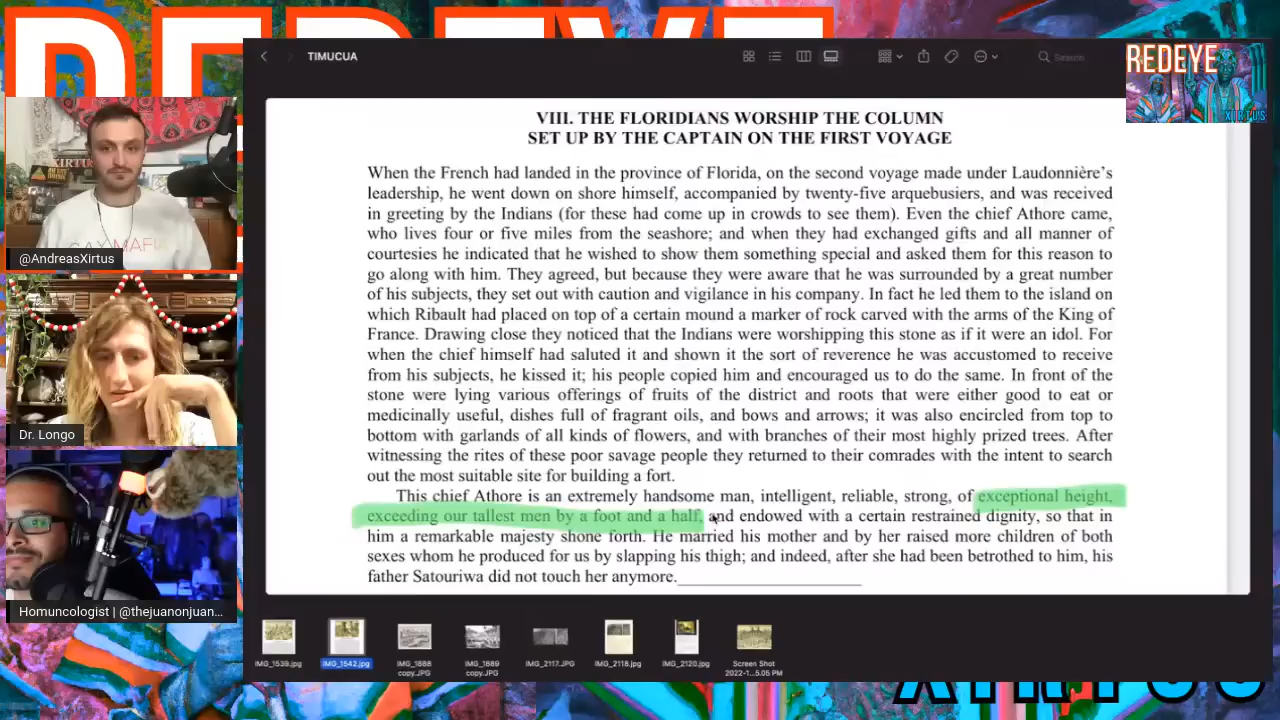 REDEYE
TIMUCUA
Search
REDEYE
XIRTUS
VIII. THE FLORIDIANS WORSHIP THE COLUMN
SET UP BY THE CAPTAIN ON THE FIRST VOYAGE
When the French had landed in the province of Florida, on the second voyage made under Laudonnière's
leadership, he went down on shore himself, accompanied by twenty-five arquebusiers, and was received
in greeting by the Indians (for these had come up in crowds to see them). Even the chief Athore came,
who lives four or five miles from the seashore; and when they had exchanged gifts and all manner of
courtesies he indicated that he wished to show them something special and asked them for this reason to
go along with him. They agreed, but because they were aware that he was surrounded by a great number
of his subjects, they set out with caution and vigilance in his company. In fact he led them to the island on
which Ribault had placed on top of a certain mound a marker of rock carved with the arms of the King of
France. Drawing close they noticed that the Indians were worshipping this stone as if it were an idol. For
when the chief himself had saluted it and shown it the sort of reverence he was accustomed to receive
from his subjects, he kissed it; his people copied him and encouraged us to do the same. In front of the
stone were lying various offerings of fruits of the district and roots that were either good to eat or
medicinally useful, dishes full of fragrant oils, and bows and arrows; it was also encircled from top to
bottom with garlands of all kinds of flowers, and with branches of their most highly prized trees. After
witnessing the rites of these poor savage people they returned to their comrades with the intent to search
out the most suitable site for building a fort.
This chief Athore is an extremely handsome man, intelligent, reliable, strong, of exceptional height,
exceeding our tallest men by a foot and a half, and endowed with a certain restrained dignity, so that in
him a remarkable majesty shone forth. He married his mother and by her raised more children of both
sexes whom he produced for us by slapping his thigh; and indeed, after she had been betrothed to him, his
father Satouriwa did not touch her anymore.
@AndreasXirtus
Dr. Longo
Homuncologist | @thejuanonjuan...
IMG_1539.jpg
IMG_1542.jpg
IMG_1888 copy.JPG
IMG_1889 copy.JPG
IMG_2117.JPG
IMG_2118.jpg
IMG_2120.jpg
Screen Shot 2022-1...5.05 PM
XIRTUS